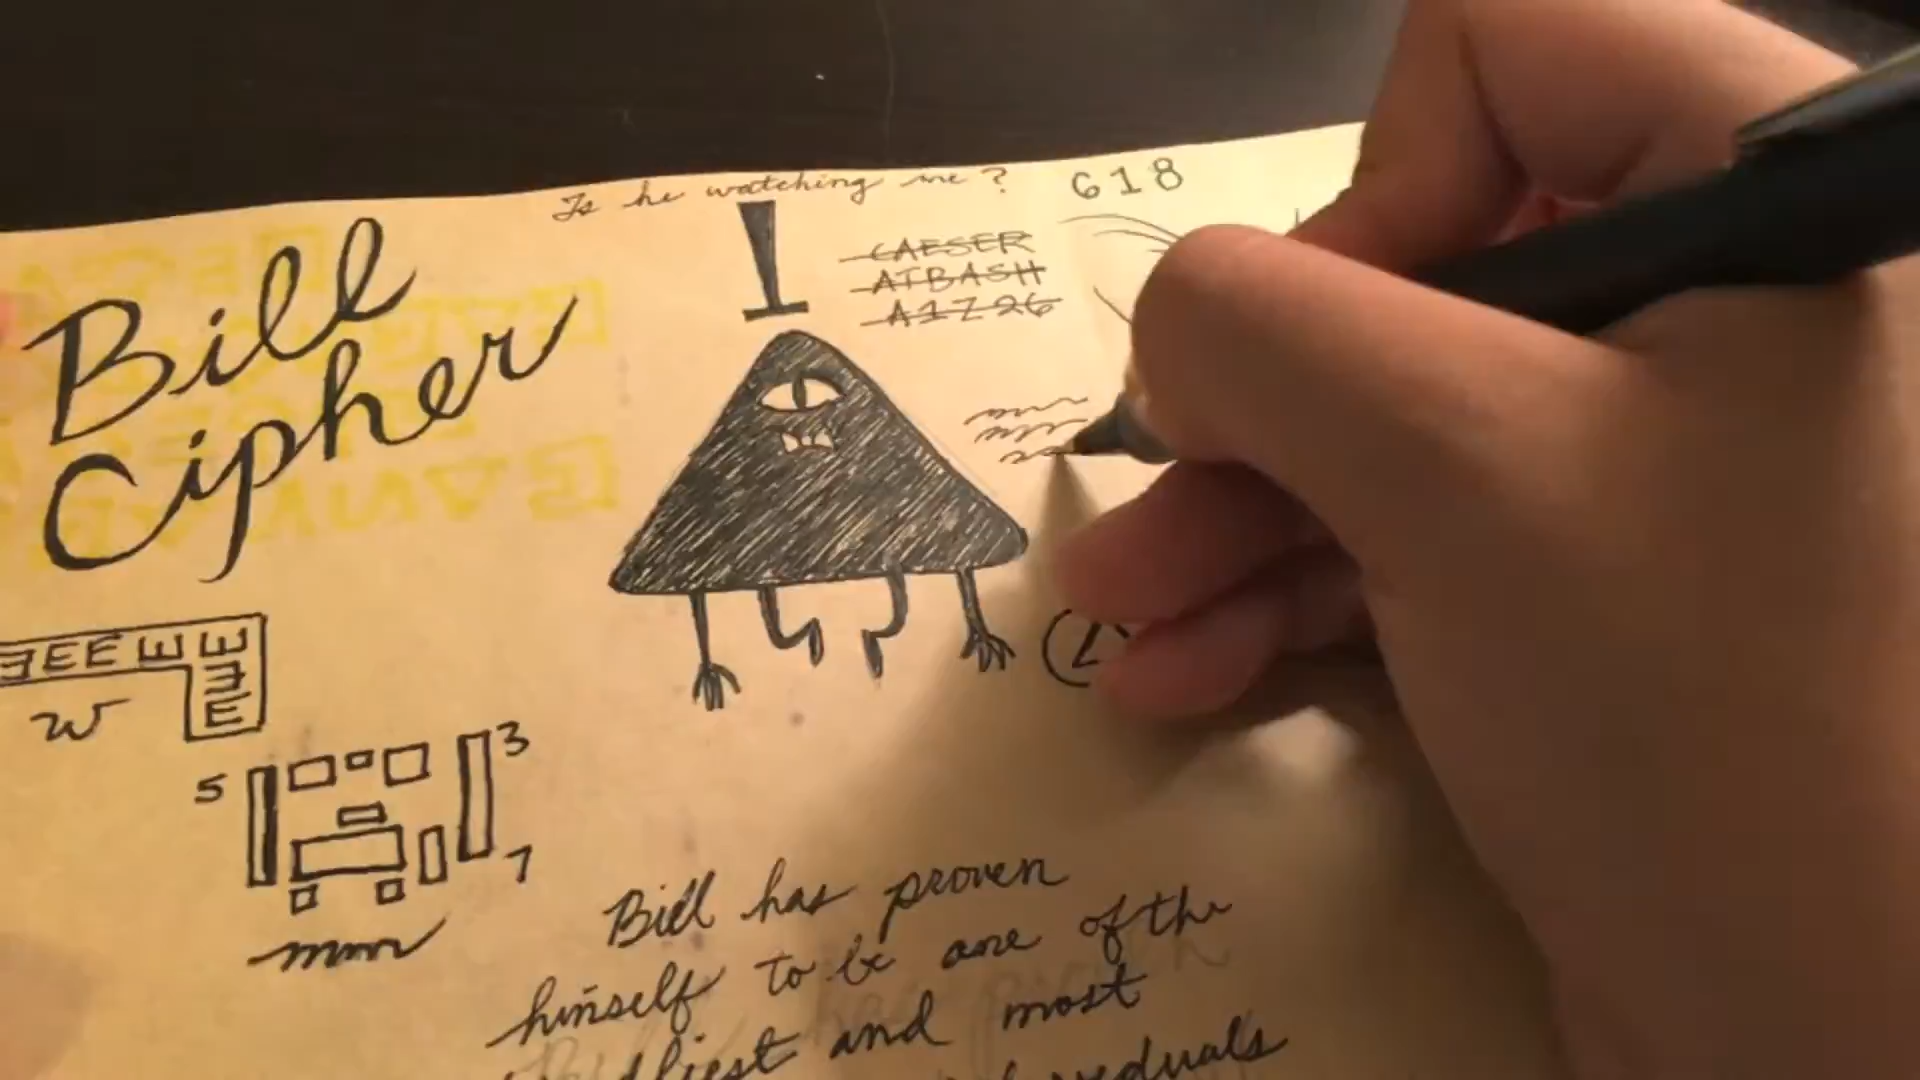 Is he watching me? 618
Bill
Cipher
CAESER
ATBASH
A1Z26
5
3
7
Bill has proven
himself to be one of the
and most